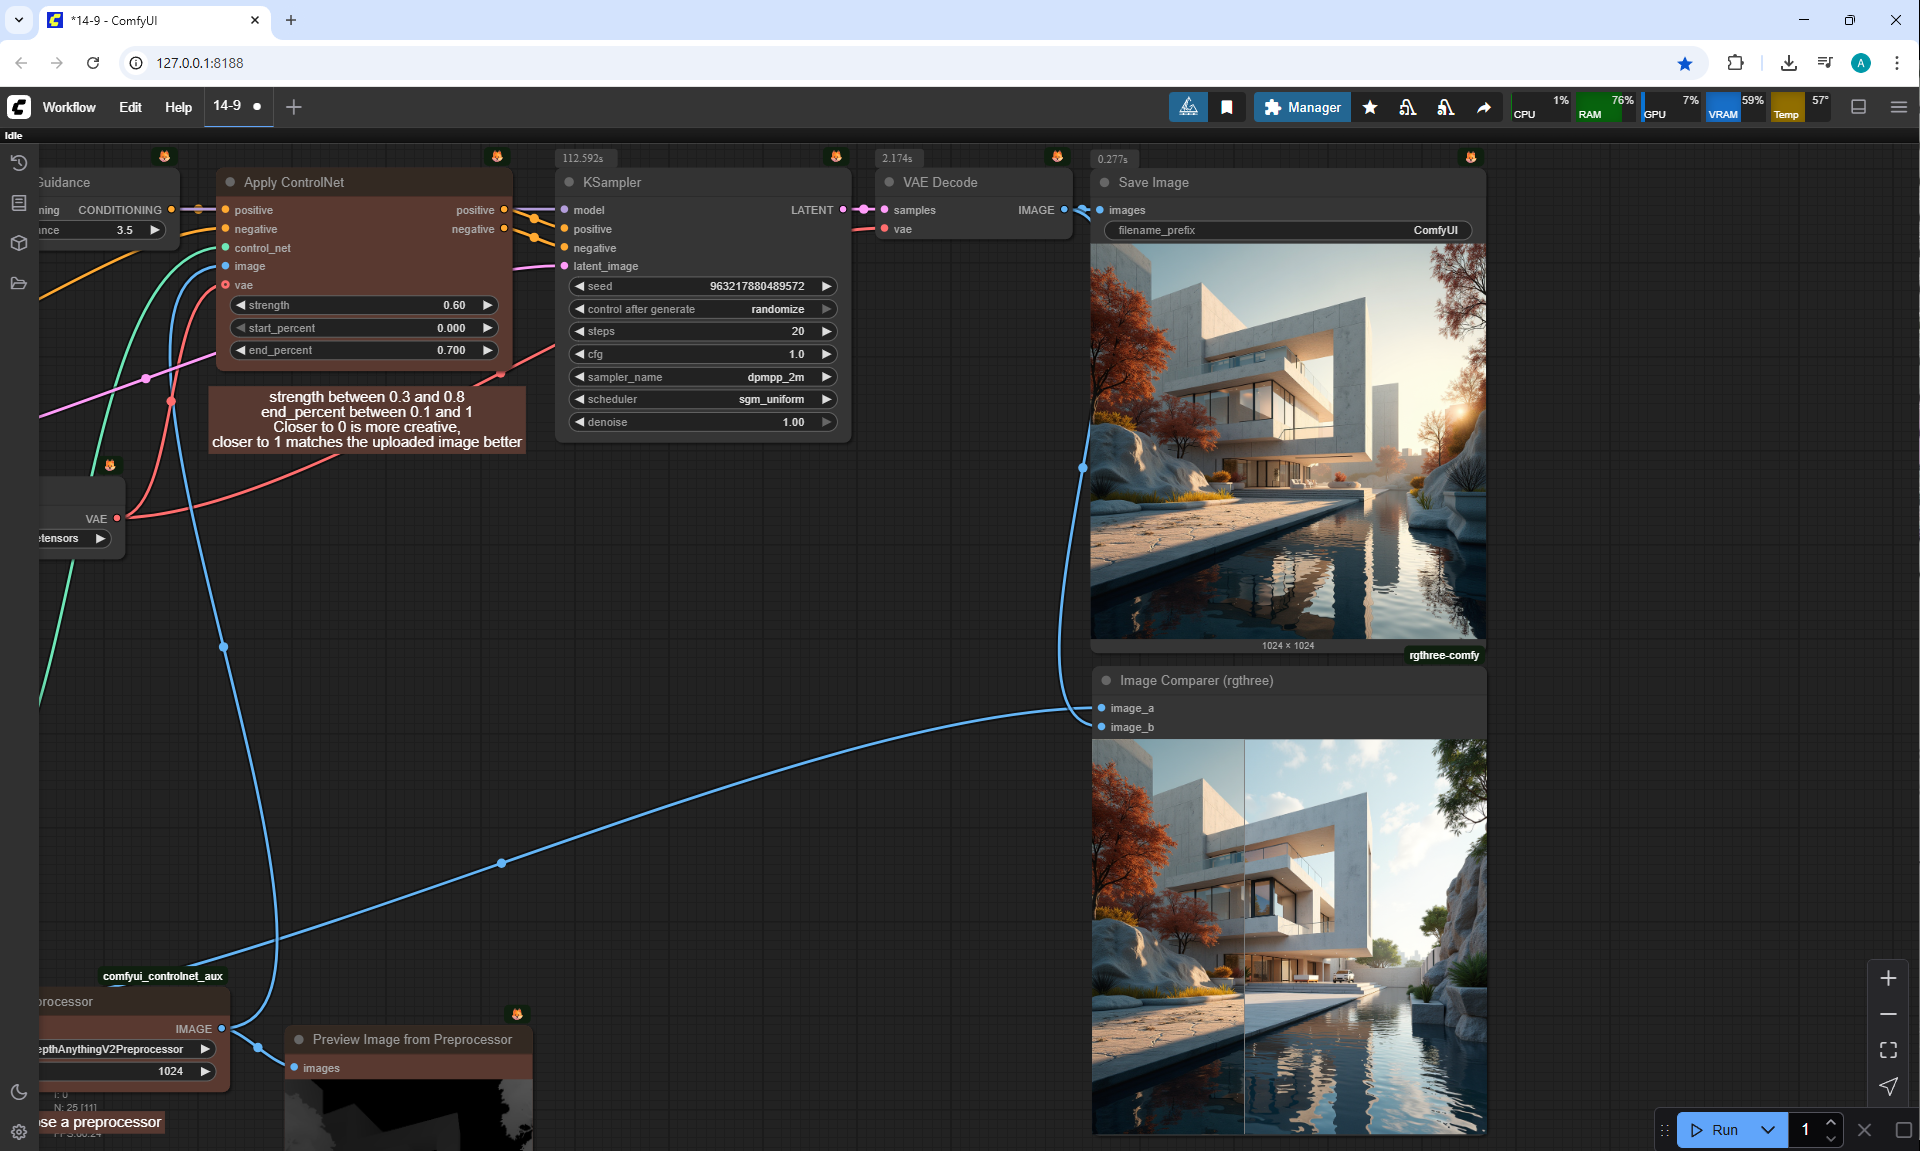 *14-9 - ComfyUI
127.0.0.1:8188
A
Workflow
Edit
Help
14-9
Manager
CPU
1%
RAM
76%
GPU
7%
VRAM
59%
Temp
57°
Idle
Guidance
CONDITIONING
3.5
Apply ControlNet
positive
positive
negative
negative
control_net
image
vae
strength
0.60
start_percent
0.000
end_percent
0.700
strength between 0.3 and 0.8
end_percent between 0.1 and 1
Closer to 0 is more creative,
closer to 1 matches the uploaded image better
112.592s
KSampler
model
LATENT
positive
negative
latent_image
seed
963217880489572
control after generate
randomize
steps
20
cfg
1.0
sampler_name
dpmpp_2m
scheduler
sgm_uniform
denoise
1.00
2.174s
VAE Decode
samples
IMAGE
vae
0.277s
Save Image
images
filename_prefix
ComfyUI
1024 × 1024
rgthree-comfy
Image Comparer (rgthree)
image_a
image_b
VAE
etensors
comfyui_controlnet_aux
processor
IMAGE
epthAnythingV2Preprocessor
1024
N: 25 [11]
ose a preprocessor
Preview Image from Preprocessor
images
Run
1